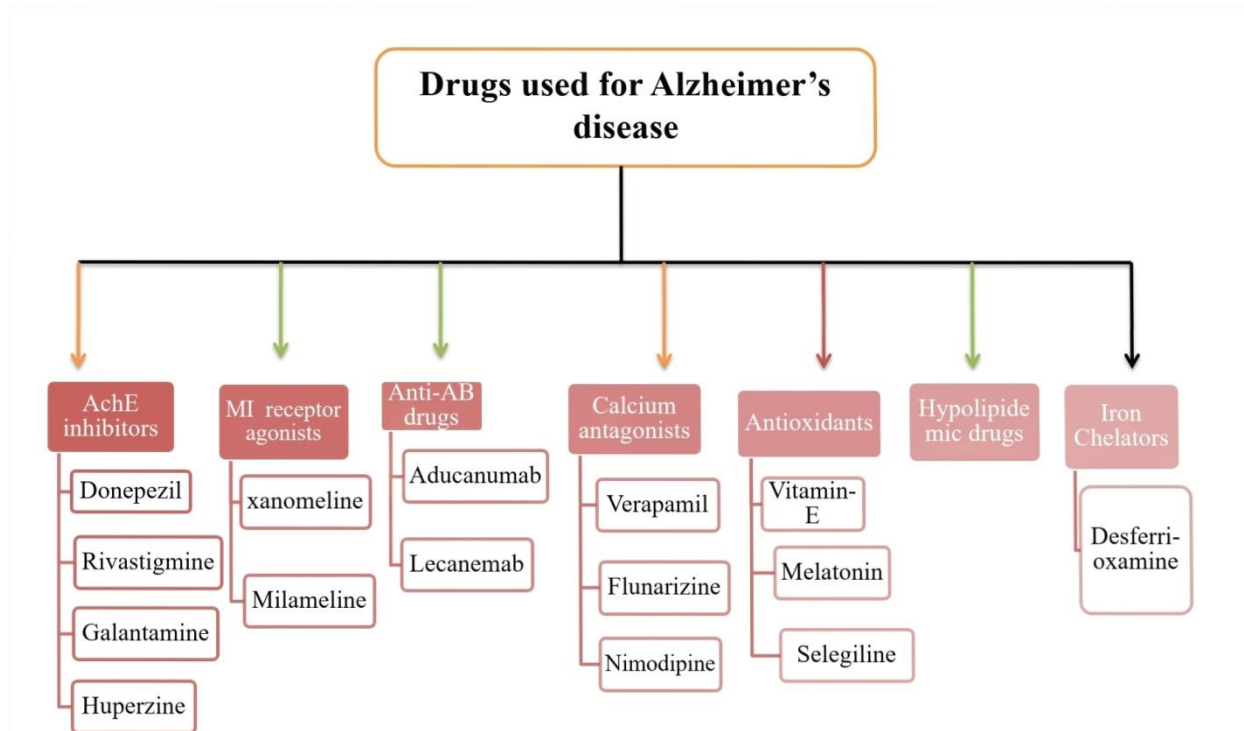 Drugs used for Alzheimer’s
disease
AchE
inhibitors
Donepezil
Rivastigmine
Galantamine
Huperzine
MI receptor
agonists
xanomeline
Milameline
Anti-AB
drugs
Aducanumab
Lecanemab
Calcium
antagonists
Verapamil
Flunarizine
Nimodipine
Antioxidants
Vitamin-
E
Melatonin
Selegiline
Hypolipide
mic drugs
Iron
Chelators
Desferri-
oxamine